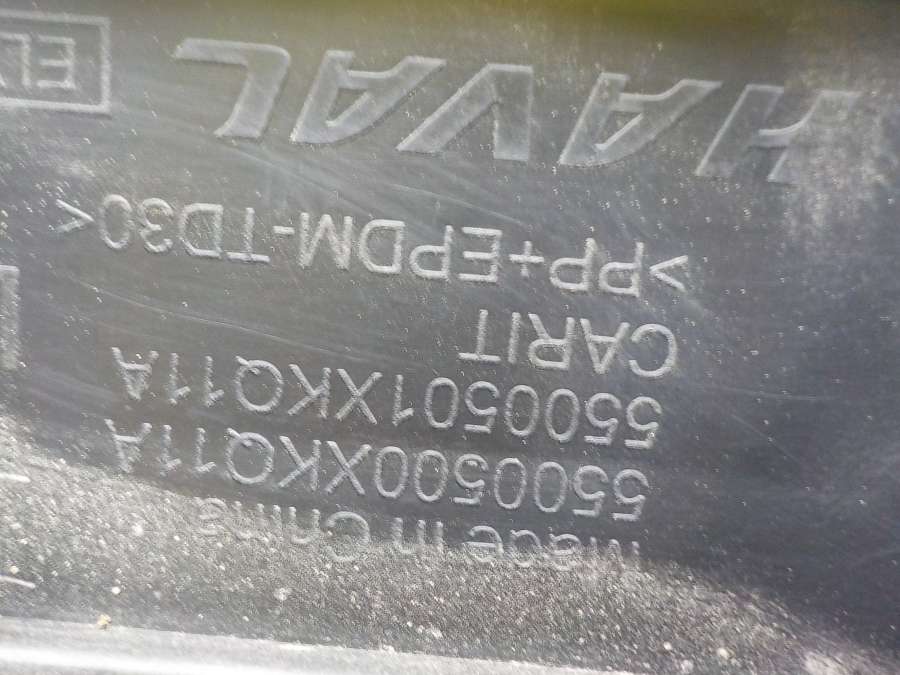 HAVAL
>PP+EPDM-TD30<
CARIT
5500501XKQ11A
5500500XKQ11A
Made in China